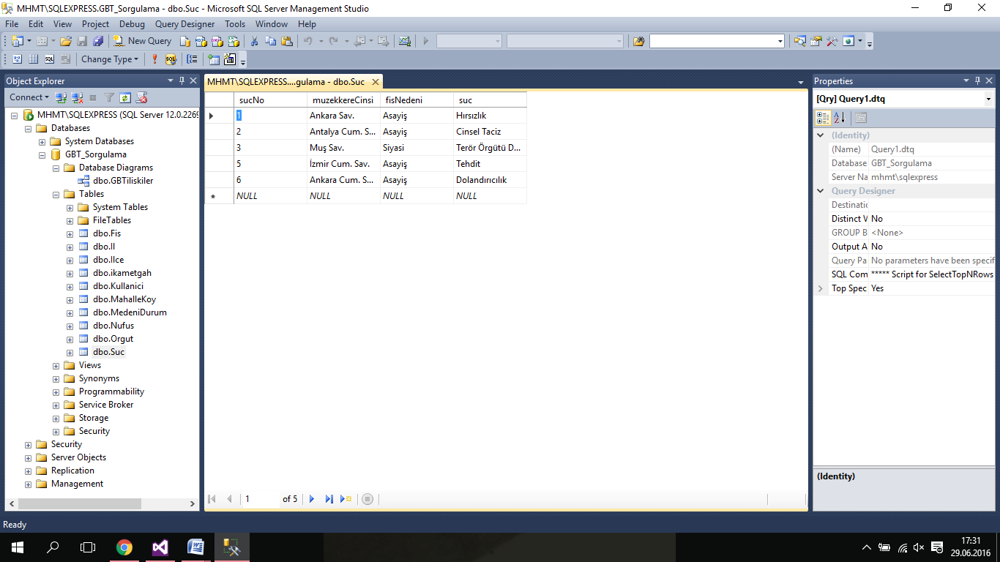 MHMT\SQLEXPRESS.GBT_Sorgulama - dbo.Suc - Microsoft SQL Server Management Studio
File Edit View Project Debug Query Designer Tools Window Help
New Query
Change Type
Object Explorer
Connect
MHMT\SQLEXPRESS (SQL Server 12.0.2269
Databases
System Databases
GBT_Sorgulama
Database Diagrams
dbo.GBTiliskiler
Tables
System Tables
FileTables
dbo.Fis
dbo.Il
dbo.Ilce
dbo.ikametgah
dbo.Kullanici
dbo.MahalleKoy
dbo.MedeniDurum
dbo.Nufus
dbo.Orgut
dbo.Suc
Views
Synonyms
Programmability
Service Broker
Storage
Security
Security
Server Objects
Replication
Management
MHMT\SQLEXPRESS....gulama - dbo.Suc
sucNo muzekkereCinsi fisNedeni suc
1 Ankara Sav. Asayiş Hırsızlık
2 Antalya Cum. S... Asayiş Cinsel Taciz
3 Muş Sav. Siyasi Terör Örgütü D...
5 İzmir Cum. Sav. Asayiş Tehdit
6 Ankara Cum. S... Asayiş Dolandırıcılık
NULL NULL NULL NULL
1 of 5
Properties
[Qry] Query1.dtq
(Identity)
(Name) Query1.dtq
Database GBT_Sorgulama
Server Na mhmt\sqlexpress
Query Designer
Destinatic
Distinct V No
GROUP B <None>
Output A No
Query Pa No parameters have been specif
SQL Com ***** Script for SelectTopNRows
Top Spec Yes
(Identity)
Ready
17:31
29.06.2016